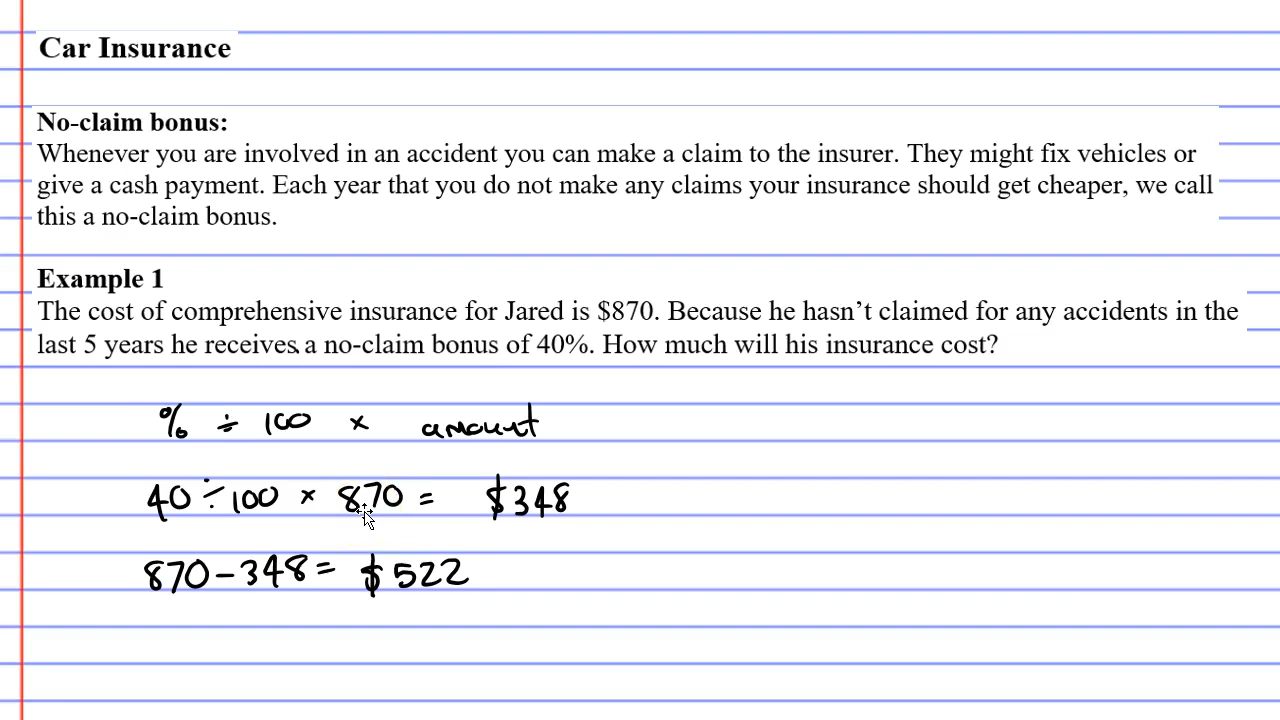 Car Insurance
No-claim bonus:
Whenever you are involved in an accident you can make a claim to the insurer. They might fix vehicles or
give a cash payment. Each year that you do not make any claims your insurance should get cheaper, we call
this a no-claim bonus.
Example 1
The cost of comprehensive insurance for Jared is $870. Because he hasn’t claimed for any accidents in the
last 5 years he receives a no-claim bonus of 40%. How much will his insurance cost?
% ÷ 100 × amount
40 ÷ 100 × 870 = $348
870 - 348 = $522